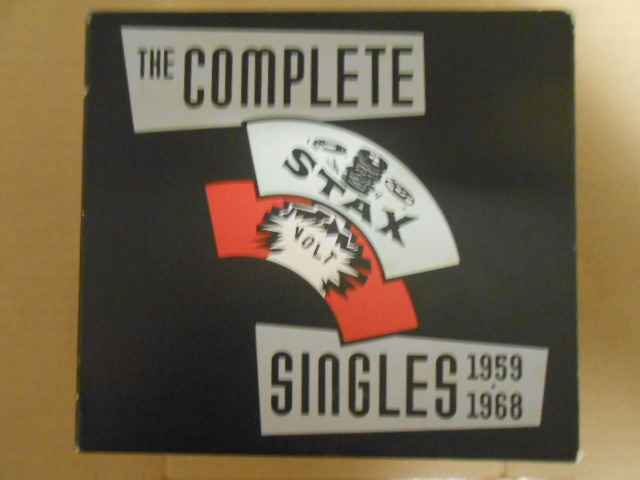 THE COMPLETE
STAX
VOLT
SINGLES 1959
· 1968